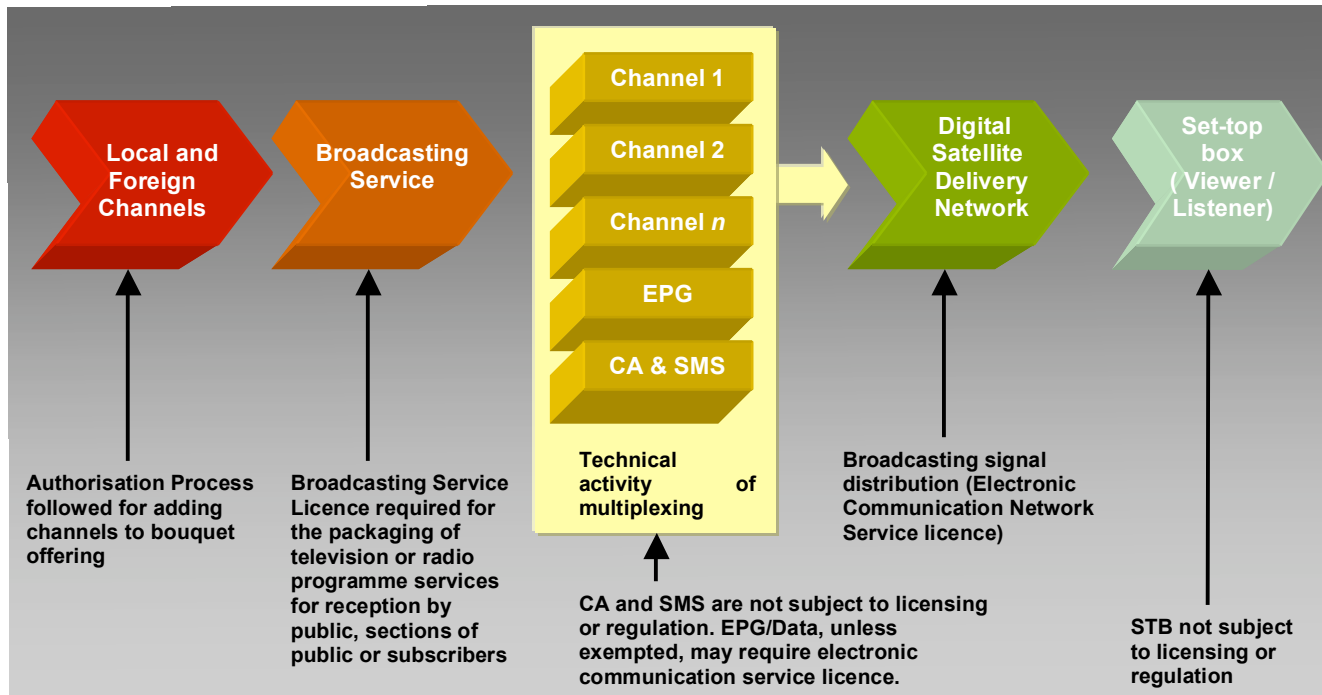 Local and
Foreign
Channels
Broadcasting
Service
Channel 1
Channel 2
Channel n
EPG
CA & SMS
Technical
activity of
multiplexing
Digital
Satellite
Delivery
Network
Set-top
box
( Viewer /
Listener)
Authorisation Process
followed for adding
channels to bouquet
offering
Broadcasting Service
Licence required for
the packaging of
television or radio
programme services
for reception by
public, sections of
public or subscribers
CA and SMS are not subject to licensing
or regulation. EPG/Data, unless
exempted, may require electronic
communication service licence.
Broadcasting signal
distribution (Electronic
Communication Network
Service licence)
STB not subject
to licensing or
regulation